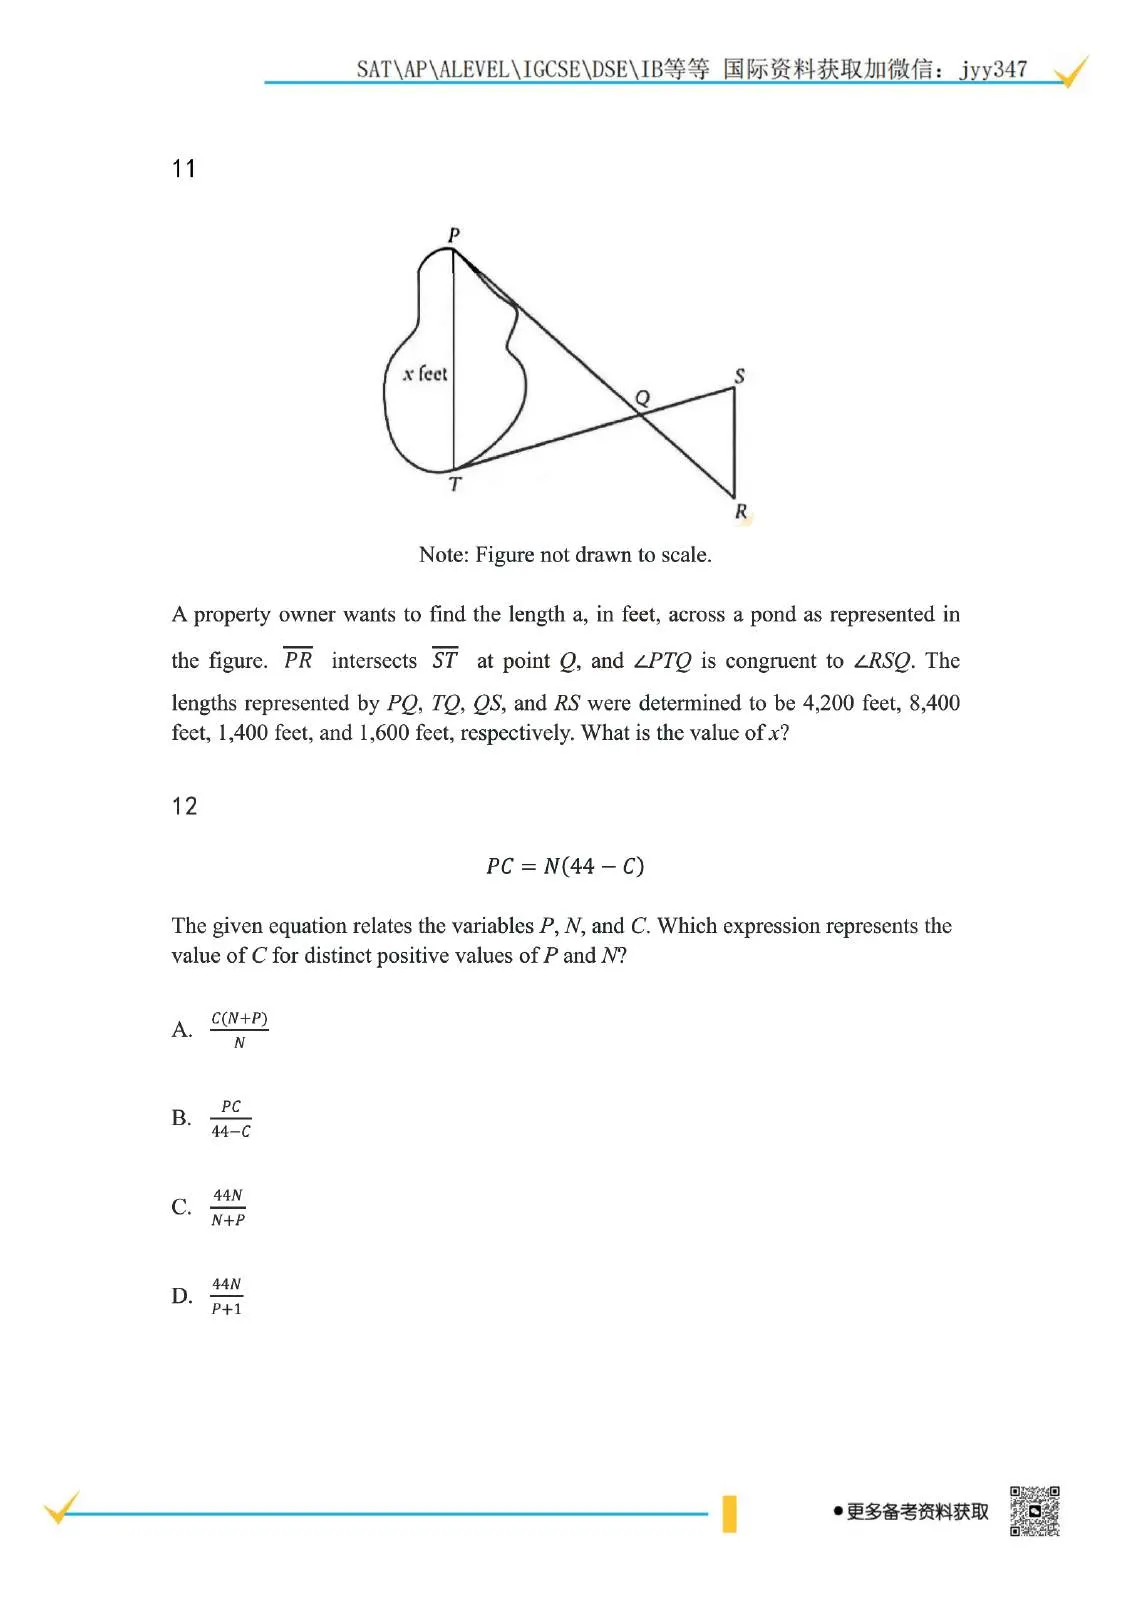 SAT\AP\ALEVEL\IGCSE\DSE\IB等等 国际资料获取加微信：jyy347
11
P
x feet
S
Q
T
R
Note: Figure not drawn to scale.
A property owner wants to find the length a, in feet, across a pond as represented in
the figure. P̅R̅ intersects S̅T̅ at point Q, and ∠PTQ is congruent to ∠RSQ. The
lengths represented by PQ, TQ, QS, and RS were determined to be 4,200 feet, 8,400
feet, 1,400 feet, and 1,600 feet, respectively. What is the value of x?
12
PC = N(44 − C)
The given equation relates the variables P, N, and C. Which expression represents the
value of C for distinct positive values of P and N?
A. C(N+P)/N
B. PC/44−C
C. 44N/N+P
D. 44N/P+1
●更多备考资料获取